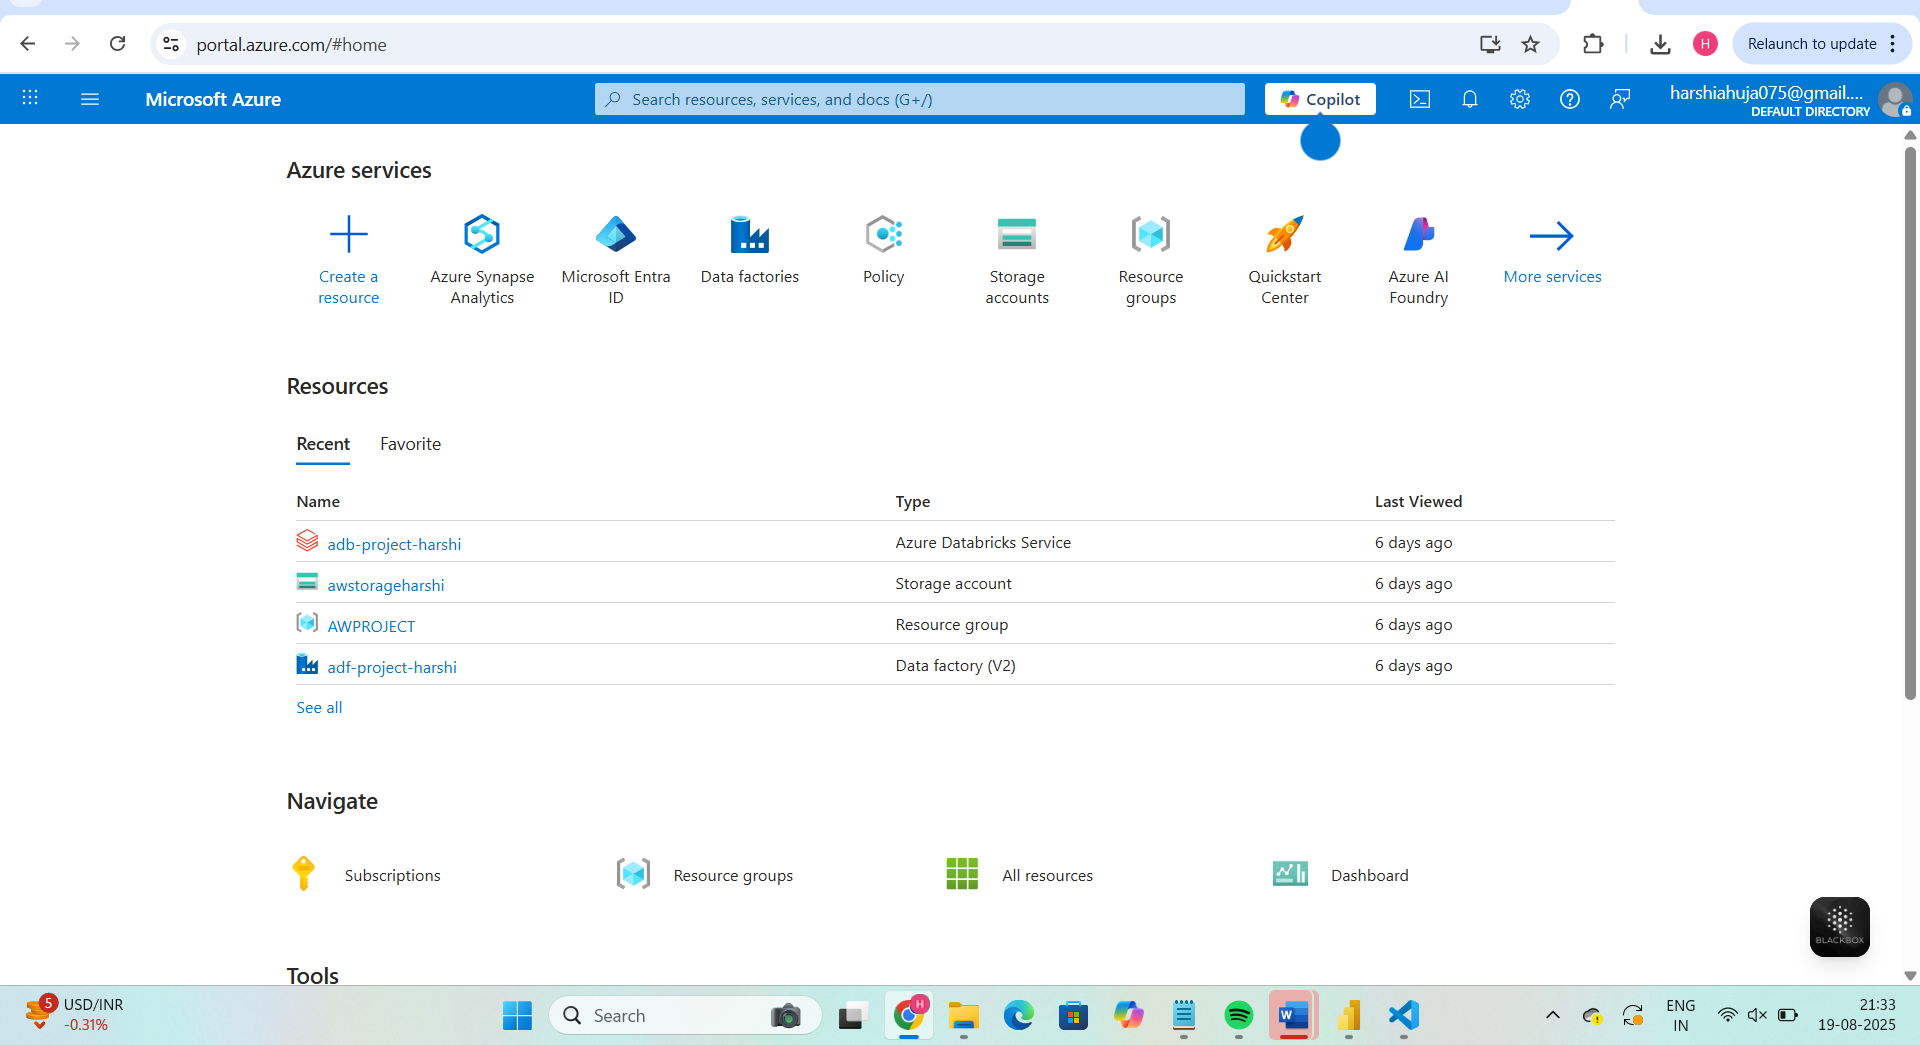 portal.azure.com/#home
H
Relaunch to update
Microsoft Azure
Search resources, services, and docs (G+/)
Copilot
harshiahuja075@gmail....
DEFAULT DIRECTORY
Azure services
Create a
resource
Azure Synapse
Analytics
Microsoft Entra
ID
Data factories
Policy
Storage
accounts
Resource
groups
Quickstart
Center
Azure AI
Foundry
More services
Resources
Recent
Favorite
Name
Type
Last Viewed
adb-project-harshi
Azure Databricks Service
6 days ago
awstorageharshi
Storage account
6 days ago
AWPROJECT
Resource group
6 days ago
adf-project-harshi
Data factory (V2)
6 days ago
See all
Navigate
Subscriptions
Resource groups
All resources
Dashboard
BLACKBOX
Tools
5
USD/INR
-0.31%
Search
H
W
ENG
IN
21:33
19-08-2025